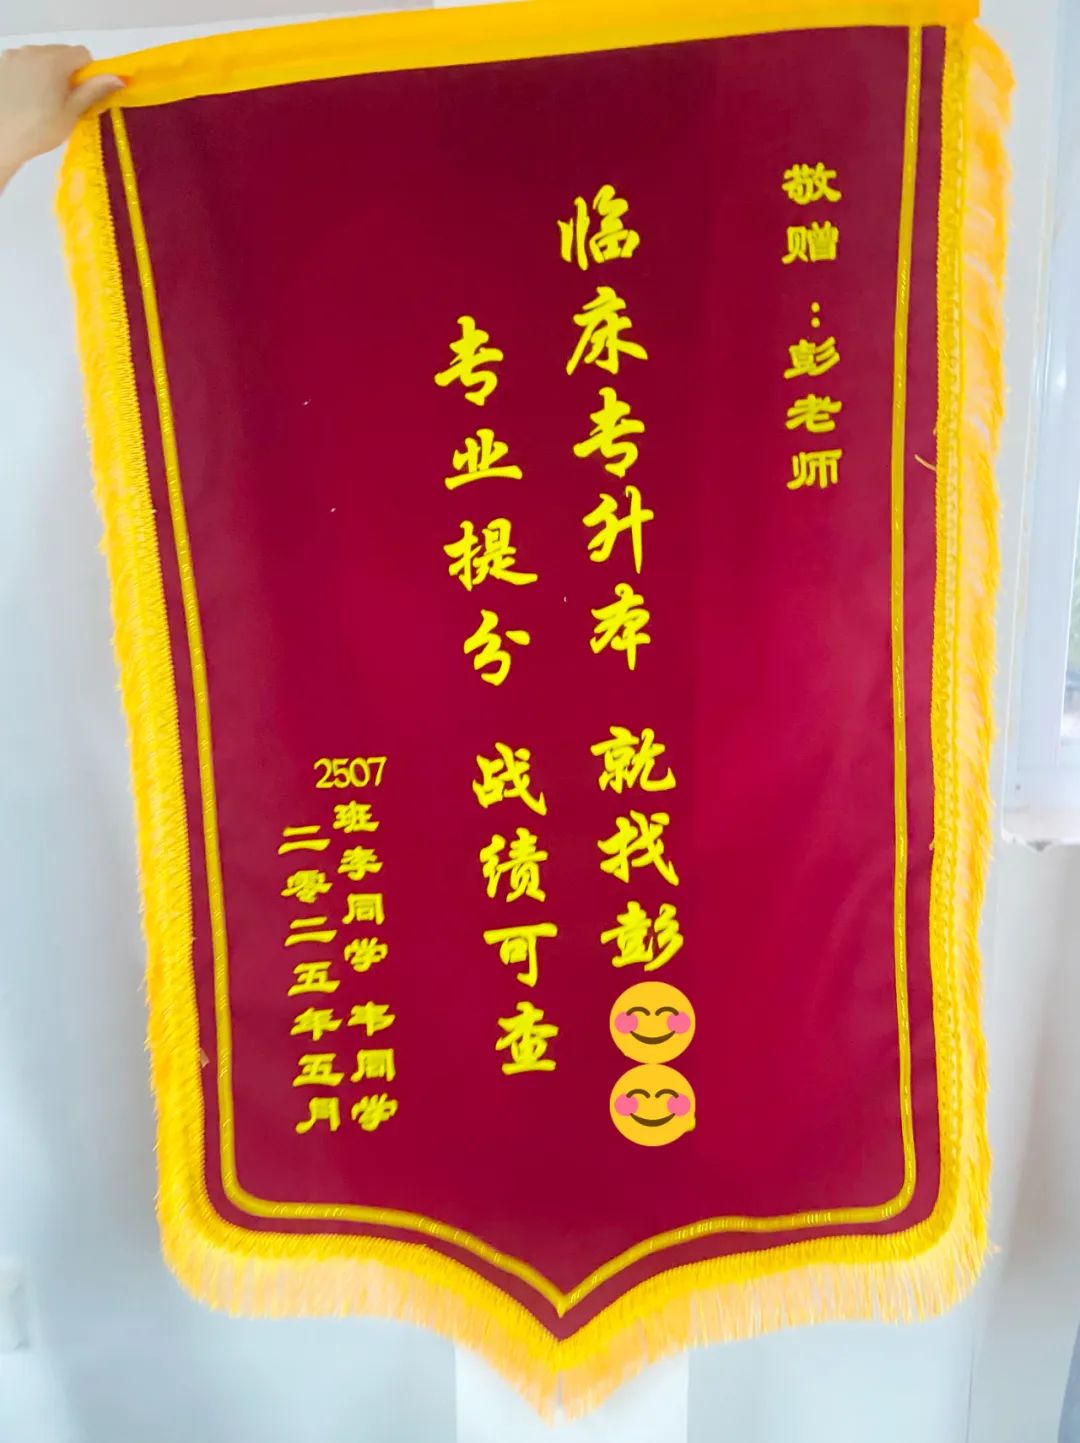 敬赠:彭老师
临床专升本 就找彭
专业提分 战绩可查
2507班李同学 韦同学
二零二五年五月